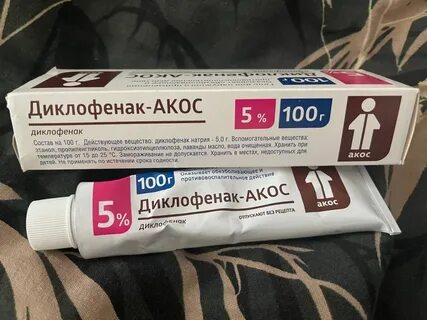 Диклофенак-АКОС
5%
100г
диклофенак
Состав на 100 г. Действующее вещество: диклофенак натрия - 5,0 г. Вспомогательные вещества:
этанол, пропиленгликоль, гидроксиэтилцеллюлоза, лаванды масло, вода очищенная. Хранить при
температуре от 15 до 25 °C. Замораживание не допускается. Хранить в местах, недоступных для
детей. Не применять по истечении срока годности.
акос
5%
100г
Оказывает обезболивающее и
противовоспалительное действие
Диклофенак-АКОС
диклофенак
ОТПУСКАЮТ БЕЗ РЕЦЕПТА
акос